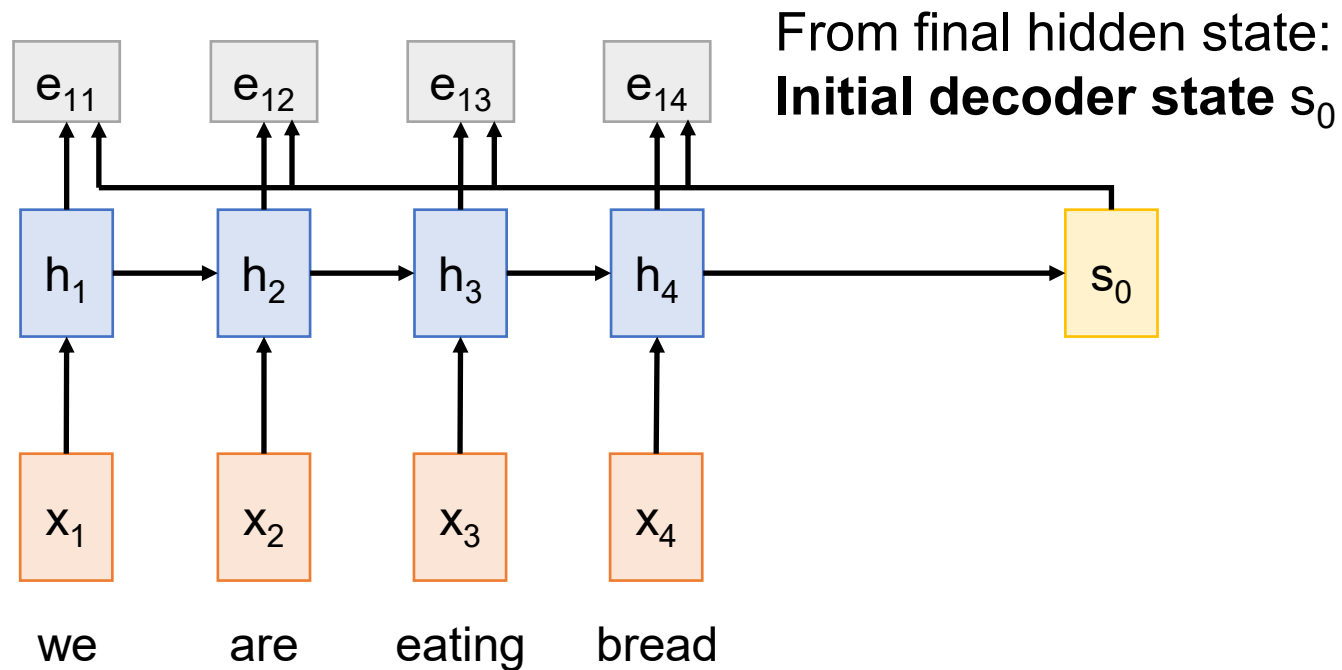 From final hidden state:
Initial decoder state s₀
e₁₁ e₁₂ e₁₃ e₁₄
h₁ h₂ h₃ h₄ s₀
x₁ x₂ x₃ x₄
we are eating bread